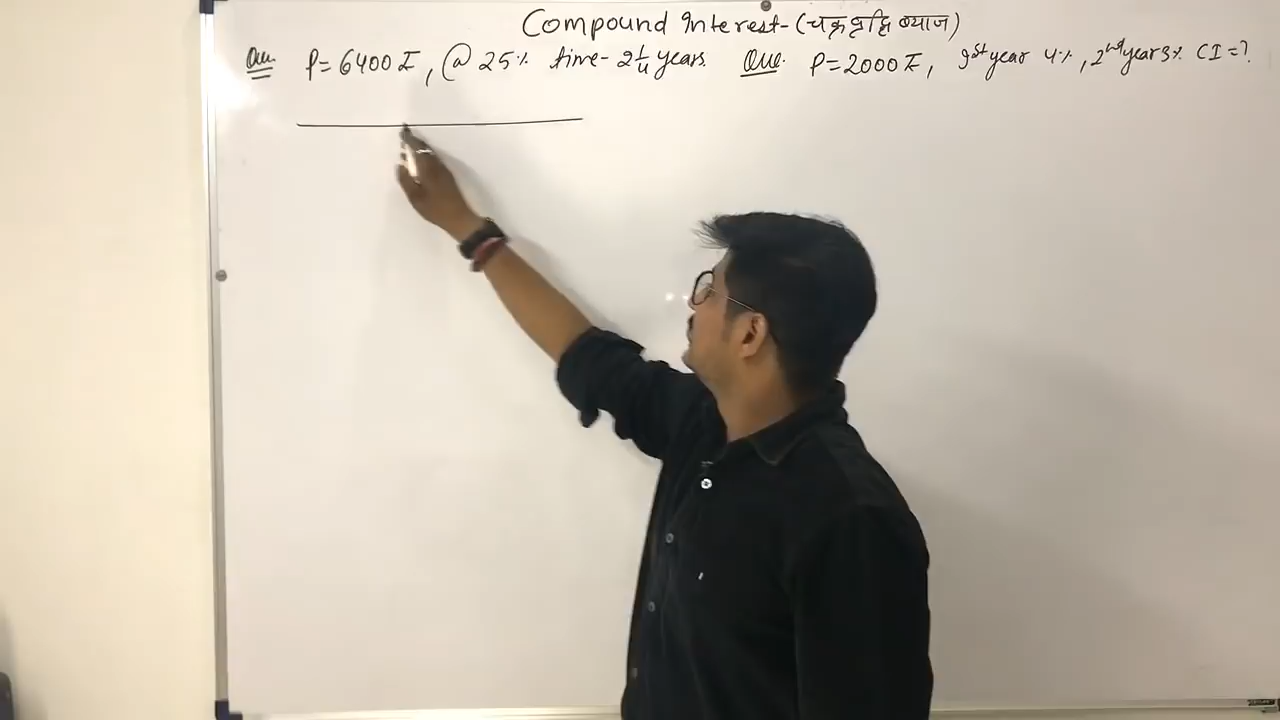 Compound Interest-(चक्रवृद्धि ब्याज)
Que. P=6400₹, @ 25% time-2 1/4 years
Que. P=2000₹, Ist year 4%, 2nd year 3% CI=?